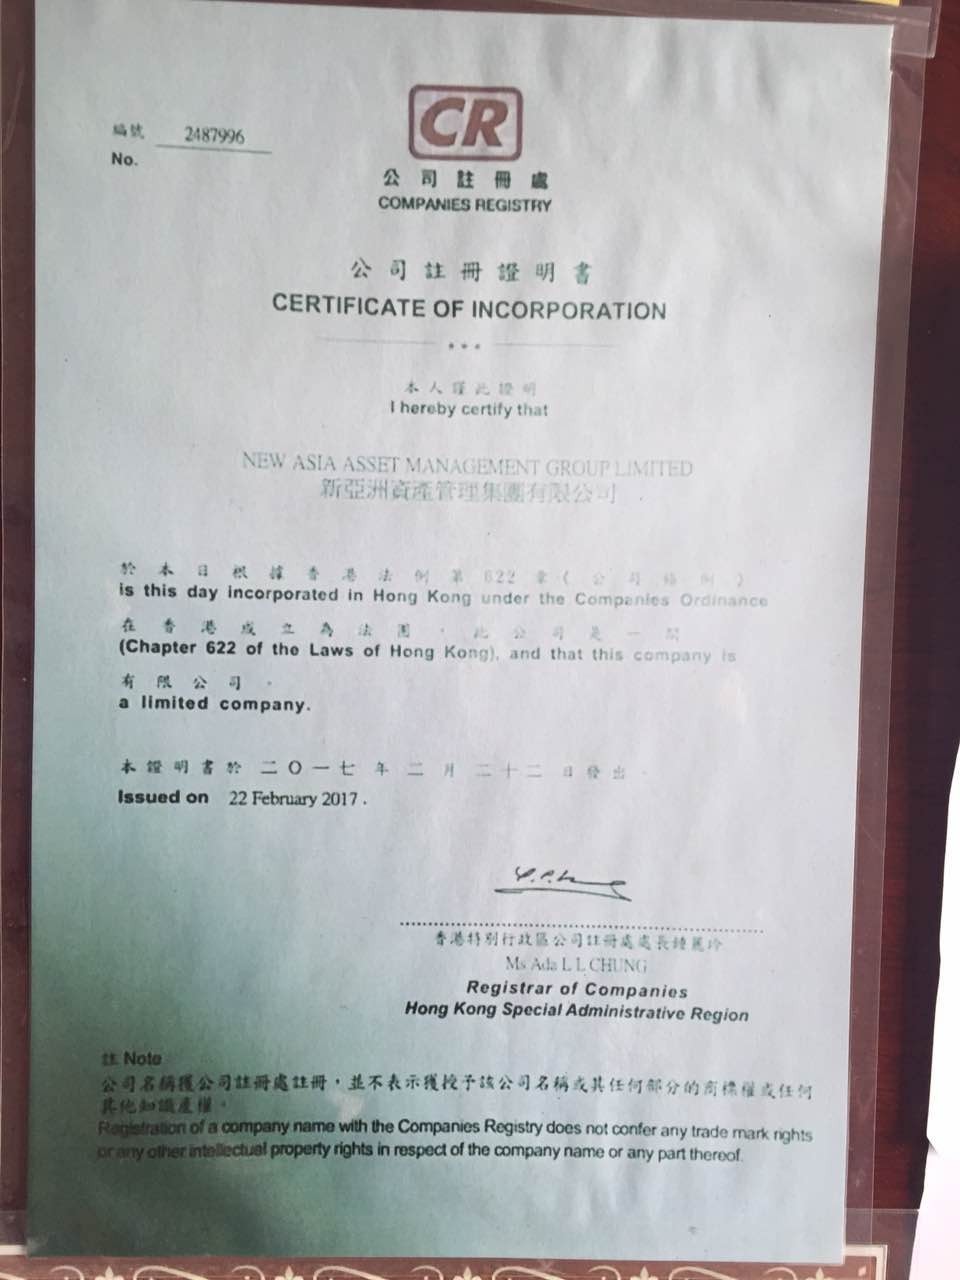 編號 2487996
No.
CR
公司註冊處
COMPANIES REGISTRY
公司註冊證明書
CERTIFICATE OF INCORPORATION
***
本人謹此證明
I hereby certify that
NEW ASIA ASSET MANAGEMENT GROUP LIMITED
新亞洲資產管理集團有限公司
於本日根據香港法例第622章(公司條例)
is this day incorporated in Hong Kong under the Companies Ordinance
在香港成立為法團,此公司是一間
(Chapter 622 of the Laws of Hong Kong), and that this company is
有限公司。
a limited company.
本證明書於二〇一七年二月二十二日發出。
Issued on 22 February 2017.
香港特別行政區公司註冊處處長鍾麗玲
Ms Ada L L CHUNG
Registrar of Companies
Hong Kong Special Administrative Region
註 Note
公司名稱獲公司註冊處註冊,並不表示獲授予該公司名稱或其任何部分的商標權或任何
其他知識產權。
Registration of a company name with the Companies Registry does not confer any trade mark rights
or any other intellectual property rights in respect of the company name or any part thereof.